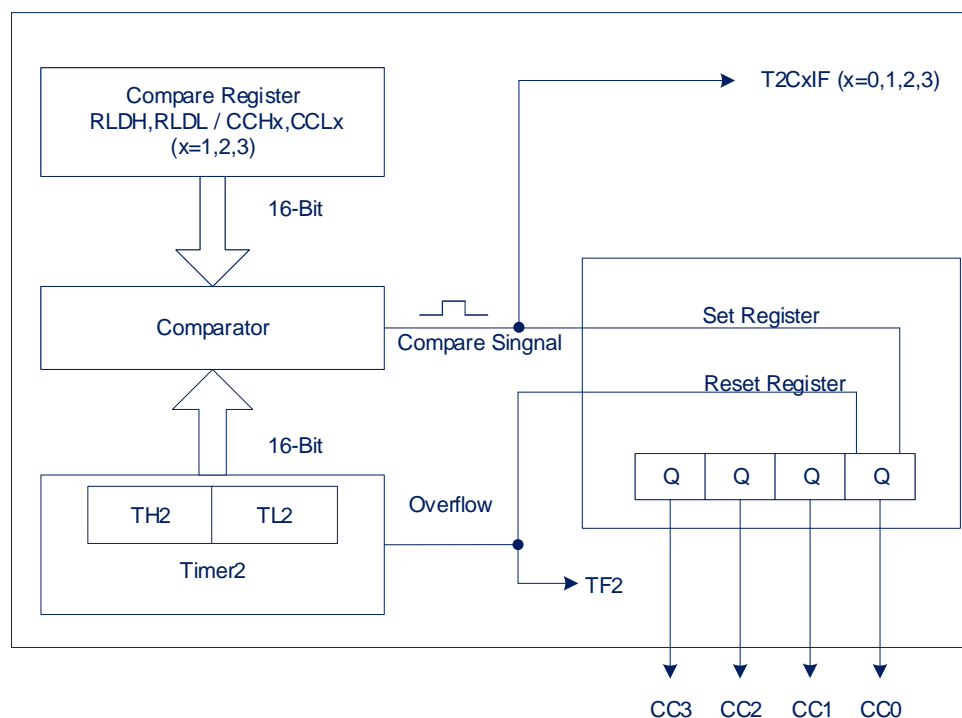 Compare Register
RLDH,RLDL / CCHx,CCLx
(x=1,2,3)
T2CxIF (x=0,1,2,3)
16-Bit
Comparator
Compare Singnal
Set Register
Reset Register
16-Bit
TH2
TL2
Timer2
Overflow
TF2
Q
Q
Q
Q
CC3
CC2
CC1
CC0